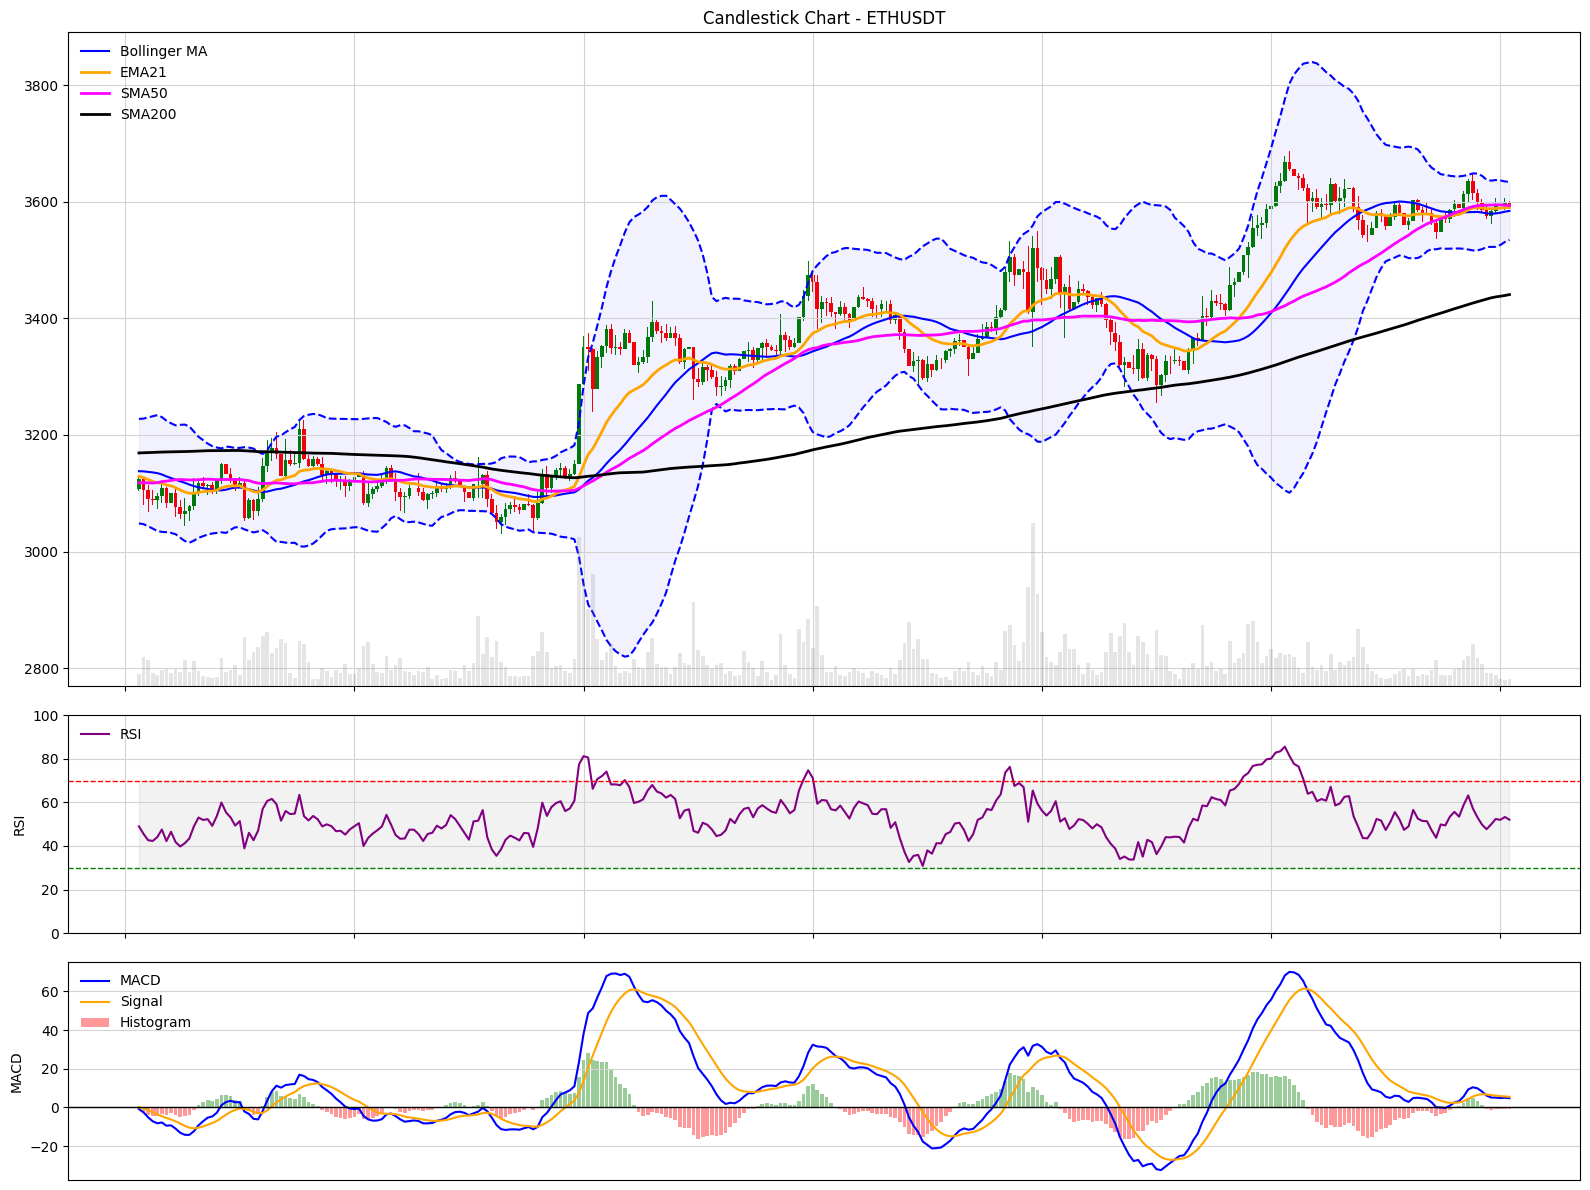 Candlestick Chart - ETHUSDT
Bollinger MA
EMA21
SMA50
SMA200
3800
3600
3400
3200
3000
2800
RSI
RSI
100
80
60
40
20
0
MACD
Signal
Histogram
MACD
60
40
20
0
−20